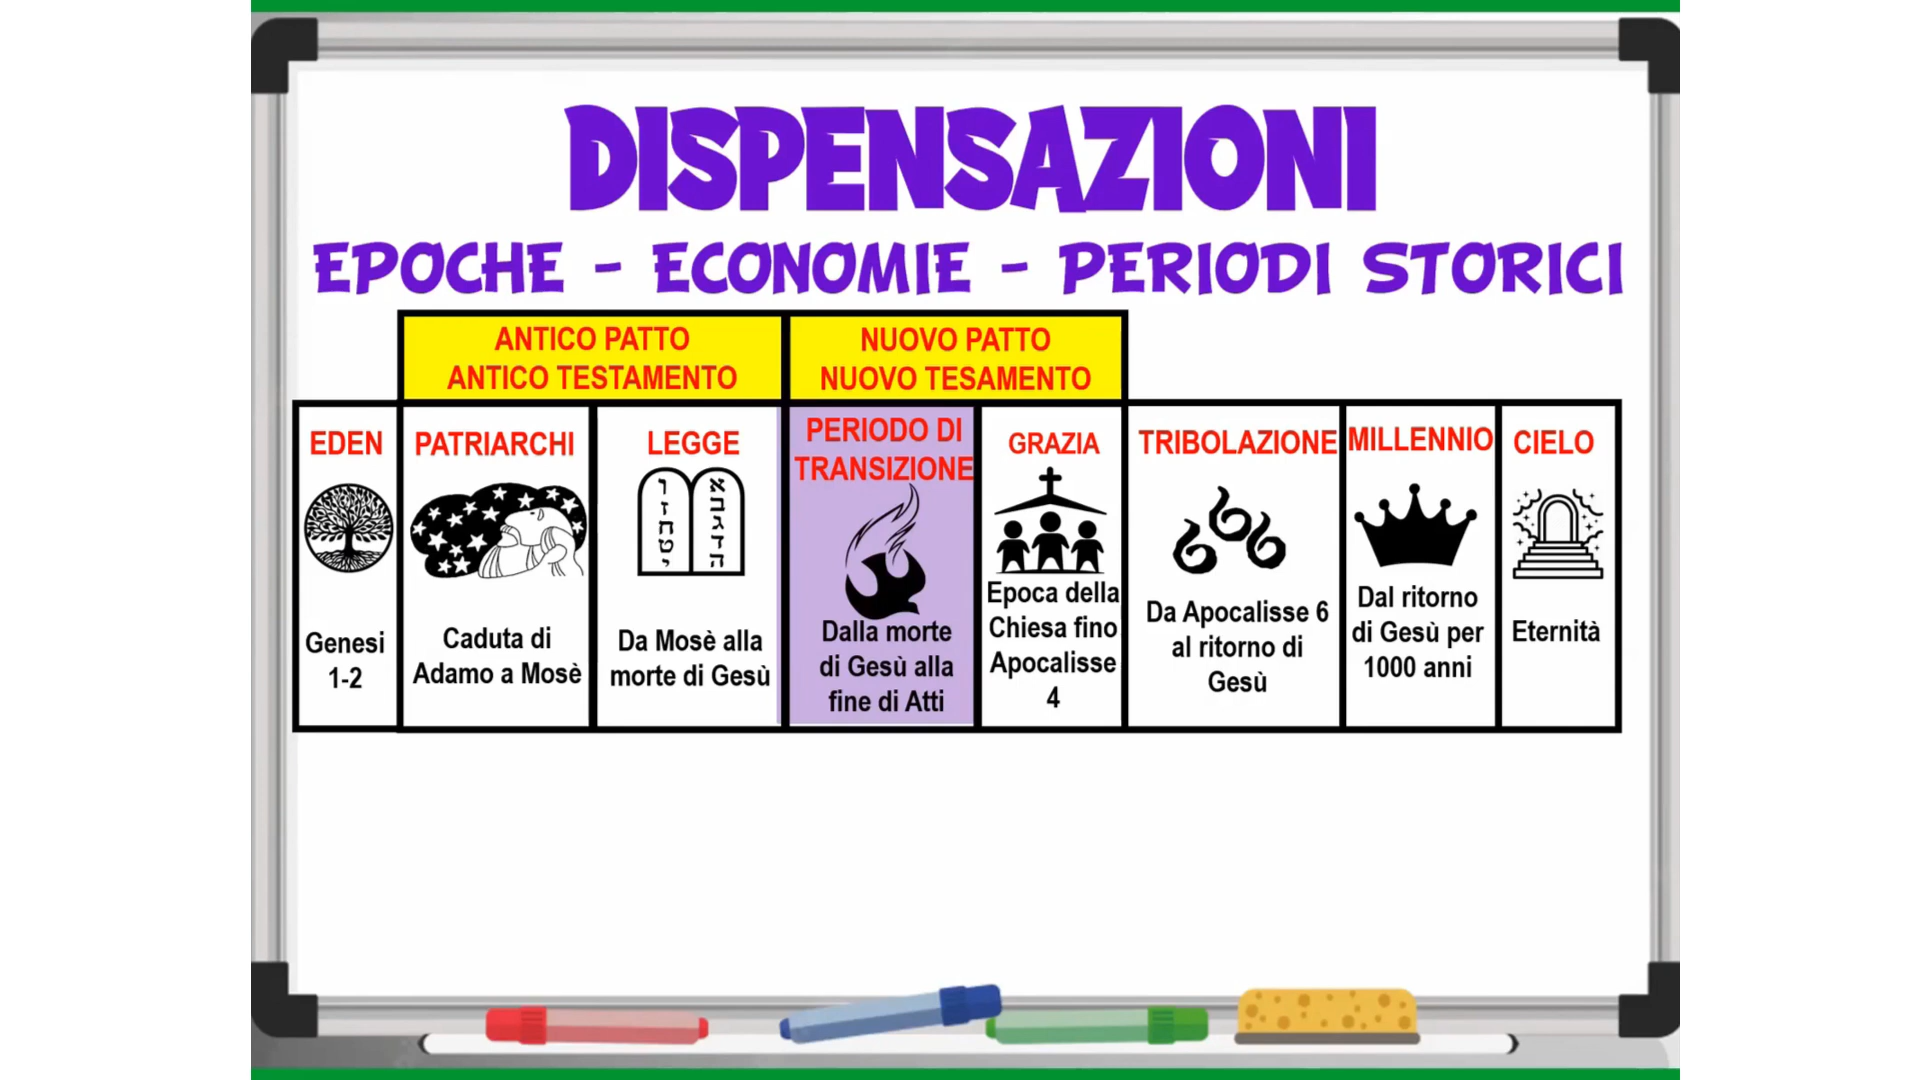 DISPENSAZIONI
EPOCHE - ECONOMIE - PERIODI STORICI
ANTICO PATTO
ANTICO TESTAMENTO
NUOVO PATTO
NUOVO TESAMENTO
EDEN
Genesi
1-2
PATRIARCHI
Caduta di
Adamo a Mosè
LEGGE
ו א
ז ב
ח ג
ט ד
י ה
Da Mosè alla
morte di Gesù
PERIODO DI
TRANSIZIONE
Dalla morte
di Gesù alla
fine di Atti
GRAZIA
Epoca della
Chiesa fino
Apocalisse
4
TRIBOLAZIONE
666
Da Apocalisse 6
al ritorno di
Gesù
MILLENNIO
Dal ritorno
di Gesù per
1000 anni
CIELO
Eternità